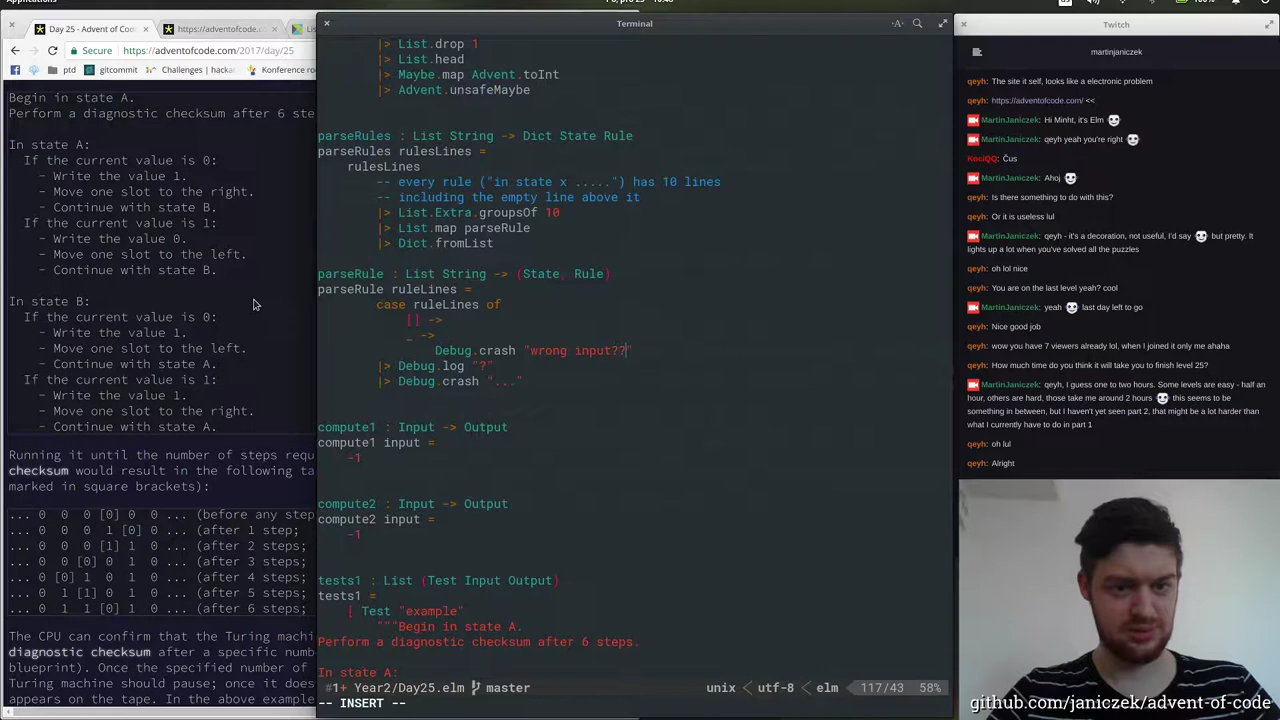 Applications
Day 25 - Advent of Code
https://adventofcode.co
Secure
https://adventofcode.com/2017/day/25
ptd
gitcommit
Challenges | hacka
Konference ro
Begin in state A.
Perform a diagnostic checksum after 6 ste
In state A:
If the current value is 0:
- Write the value 1.
- Move one slot to the right.
- Continue with state B.
If the current value is 1:
- Write the value 0.
- Move one slot to the left.
- Continue with state B.
In state B:
If the current value is 0:
- Write the value 1.
- Move one slot to the left.
- Continue with state A.
If the current value is 1:
- Write the value 1.
- Move one slot to the right.
- Continue with state A.
Running it until the number of steps requ
checksum would result in the following ta
marked in square brackets):
... 0 0 0 [0] 0 0 ... (before any step
... 0 0 0 1 [0] 0 ... (after 1 step;
... 0 0 0 [1] 1 0 ... (after 2 steps;
... 0 0 [0] 0 1 0 ... (after 3 steps;
... 0 [0] 1 0 1 0 ... (after 4 steps;
... 0 1 [1] 0 1 0 ... (after 5 steps;
... 0 1 1 [0] 1 0 ... (after 6 steps;
The CPU can confirm that the Turing machin
diagnostic checksum after a specific numb
blueprint). Once the specified number of
Turing machine should pause; once it does
appears on the tape. In the above example
Terminal
|> List.drop 1
|> List.head
|> Maybe.map Advent.toInt
|> Advent.unsafeMaybe
parseRules : List String -> Dict State Rule
parseRules rulesLines =
rulesLines
-- every rule ("in state x .....") has 10 lines
-- including the empty line above it
|> List.Extra.groupsOf 10
|> List.map parseRule
|> Dict.fromList
parseRule : List String -> (State, Rule)
parseRule ruleLines =
case ruleLines of
[] ->
_ ->
Debug.crash "wrong input??"
|> Debug.log "?"
|> Debug.crash "..."
compute1 : Input -> Output
compute1 input =
-1
compute2 : Input -> Output
compute2 input =
-1
tests1 : List (Test Input Output)
tests1 =
[ Test "example"
"""Begin in state A.
Perform a diagnostic checksum after 6 steps.
In state A:
#1+ Year2/Day25.elm master
unix < utf-8 < elm
117/43
58%
-- INSERT --
Twitch
martinjaniczek
qeyh: The site it self, looks like a electronic problem
qeyh: https://adventofcode.com/ <<
MartinJaniczek: Hi Minht, it's Elm
MartinJaniczek: qeyh yeah you're right
KociQQ: Čus
MartinJaniczek: Ahoj
qeyh: Is there something to do with this?
qeyh: Or it is useless lul
MartinJaniczek: qeyh - it's a decoration, not useful, I'd say but pretty. It
lights up a lot when you've solved all the puzzles
qeyh: oh lol nice
qeyh: You are on the last level yeah? cool
MartinJaniczek: yeah last day left to go
qeyh: Nice good job
qeyh: wow you have 7 viewers already lol, when I joined it only me ahaha
qeyh: How much time do you think it will take you to finish level 25?
MartinJaniczek: qeyh, I guess one to two hours. Some levels are easy - half an
hour, others are hard, those take me around 2 hours this seems to be
something in between, but I haven't yet seen part 2, that might be a lot harder than
what I currently have to do in part 1
qeyh: oh lul
qeyh: Alright
github.com/janiczek/advent-of-code